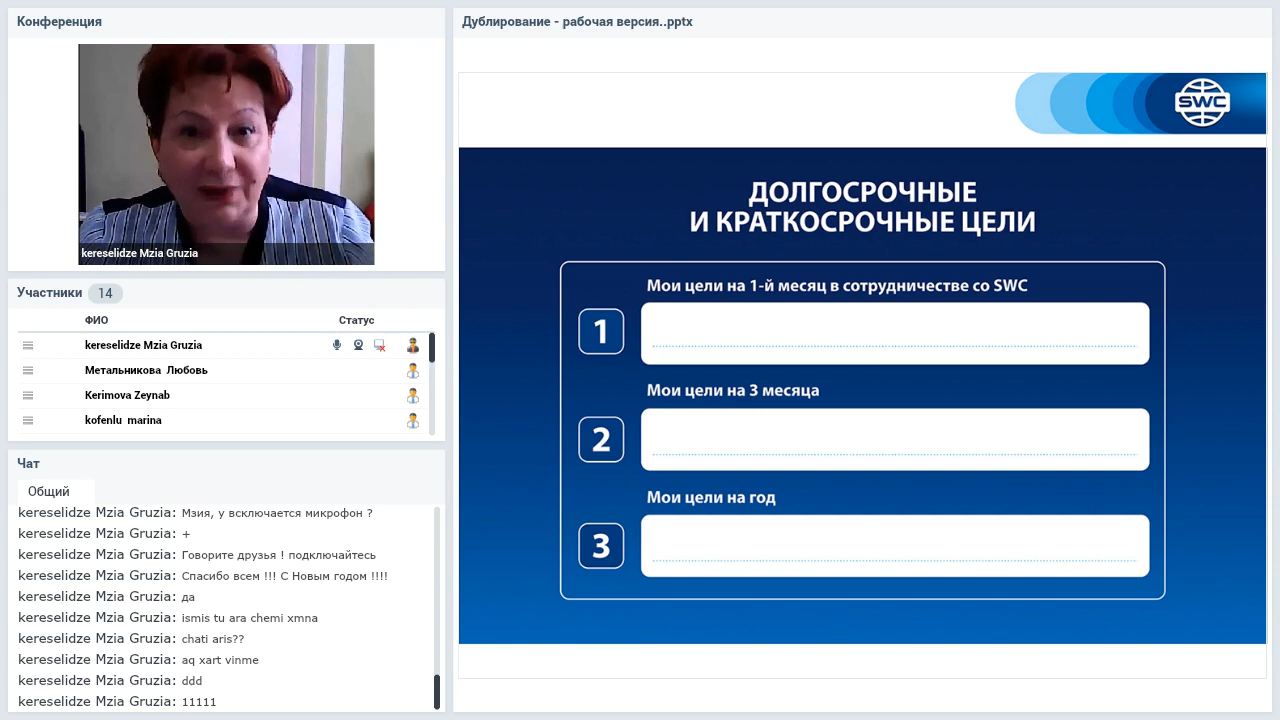 Конференция
kereselidze Mzia Gruzia
Участники 14
ФИО Статус
kereselidze Mzia Gruzia
Метальникова Любовь
Kerimova Zeynab
kofenlu marina
Чат
Общий
kereselidze Mzia Gruzia: Мзия, у всключается микрофон ?
kereselidze Mzia Gruzia: +
kereselidze Mzia Gruzia: Говорите друзья ! подключайтесь
kereselidze Mzia Gruzia: Спасибо всем !!! С Новым годом !!!!
kereselidze Mzia Gruzia: да
kereselidze Mzia Gruzia: ismis tu ara chemi xmna
kereselidze Mzia Gruzia: chati aris??
kereselidze Mzia Gruzia: aq xart vinme
kereselidze Mzia Gruzia: ddd
kereselidze Mzia Gruzia: 11111
Дублирование - рабочая версия..pptx
SWC
ДОЛГОСРОЧНЫЕ
И КРАТКОСРОЧНЫЕ ЦЕЛИ
Мои цели на 1-й месяц в сотрудничестве со SWC
1
Мои цели на 3 месяца
2
Мои цели на год
3